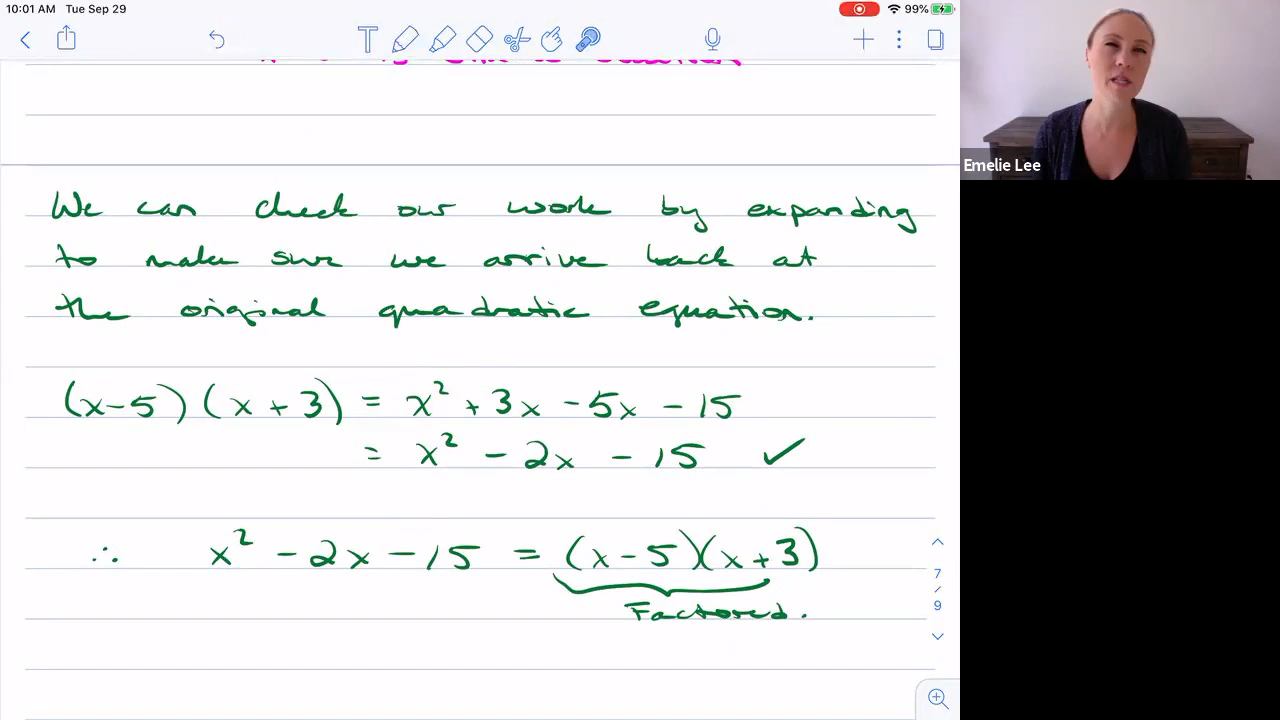 10:01 AM Tue Sep 29
99%
T
Emelie Lee
We can check our work by expanding
to make sure we arrive back at
the original quadratic equation.
(x-5)(x+3) = x² + 3x - 5x - 15
= x² - 2x - 15 ✓
∴ x² - 2x - 15 = (x-5)(x+3)
Factored.
7
/
9